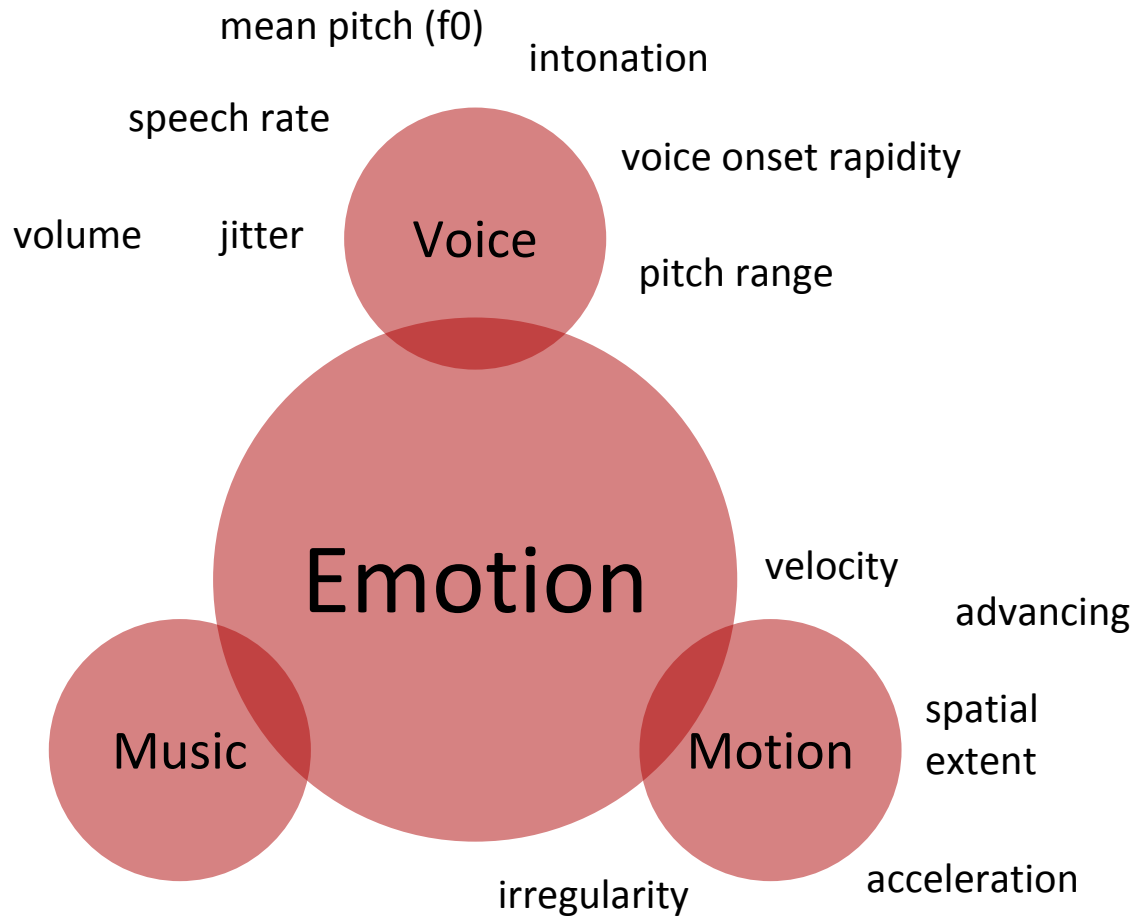 mean pitch (f0)
intonation
speech rate
voice onset rapidity
volume
jitter
Voice
pitch range
Emotion
velocity
advancing
spatial
extent
Music
Motion
acceleration
irregularity